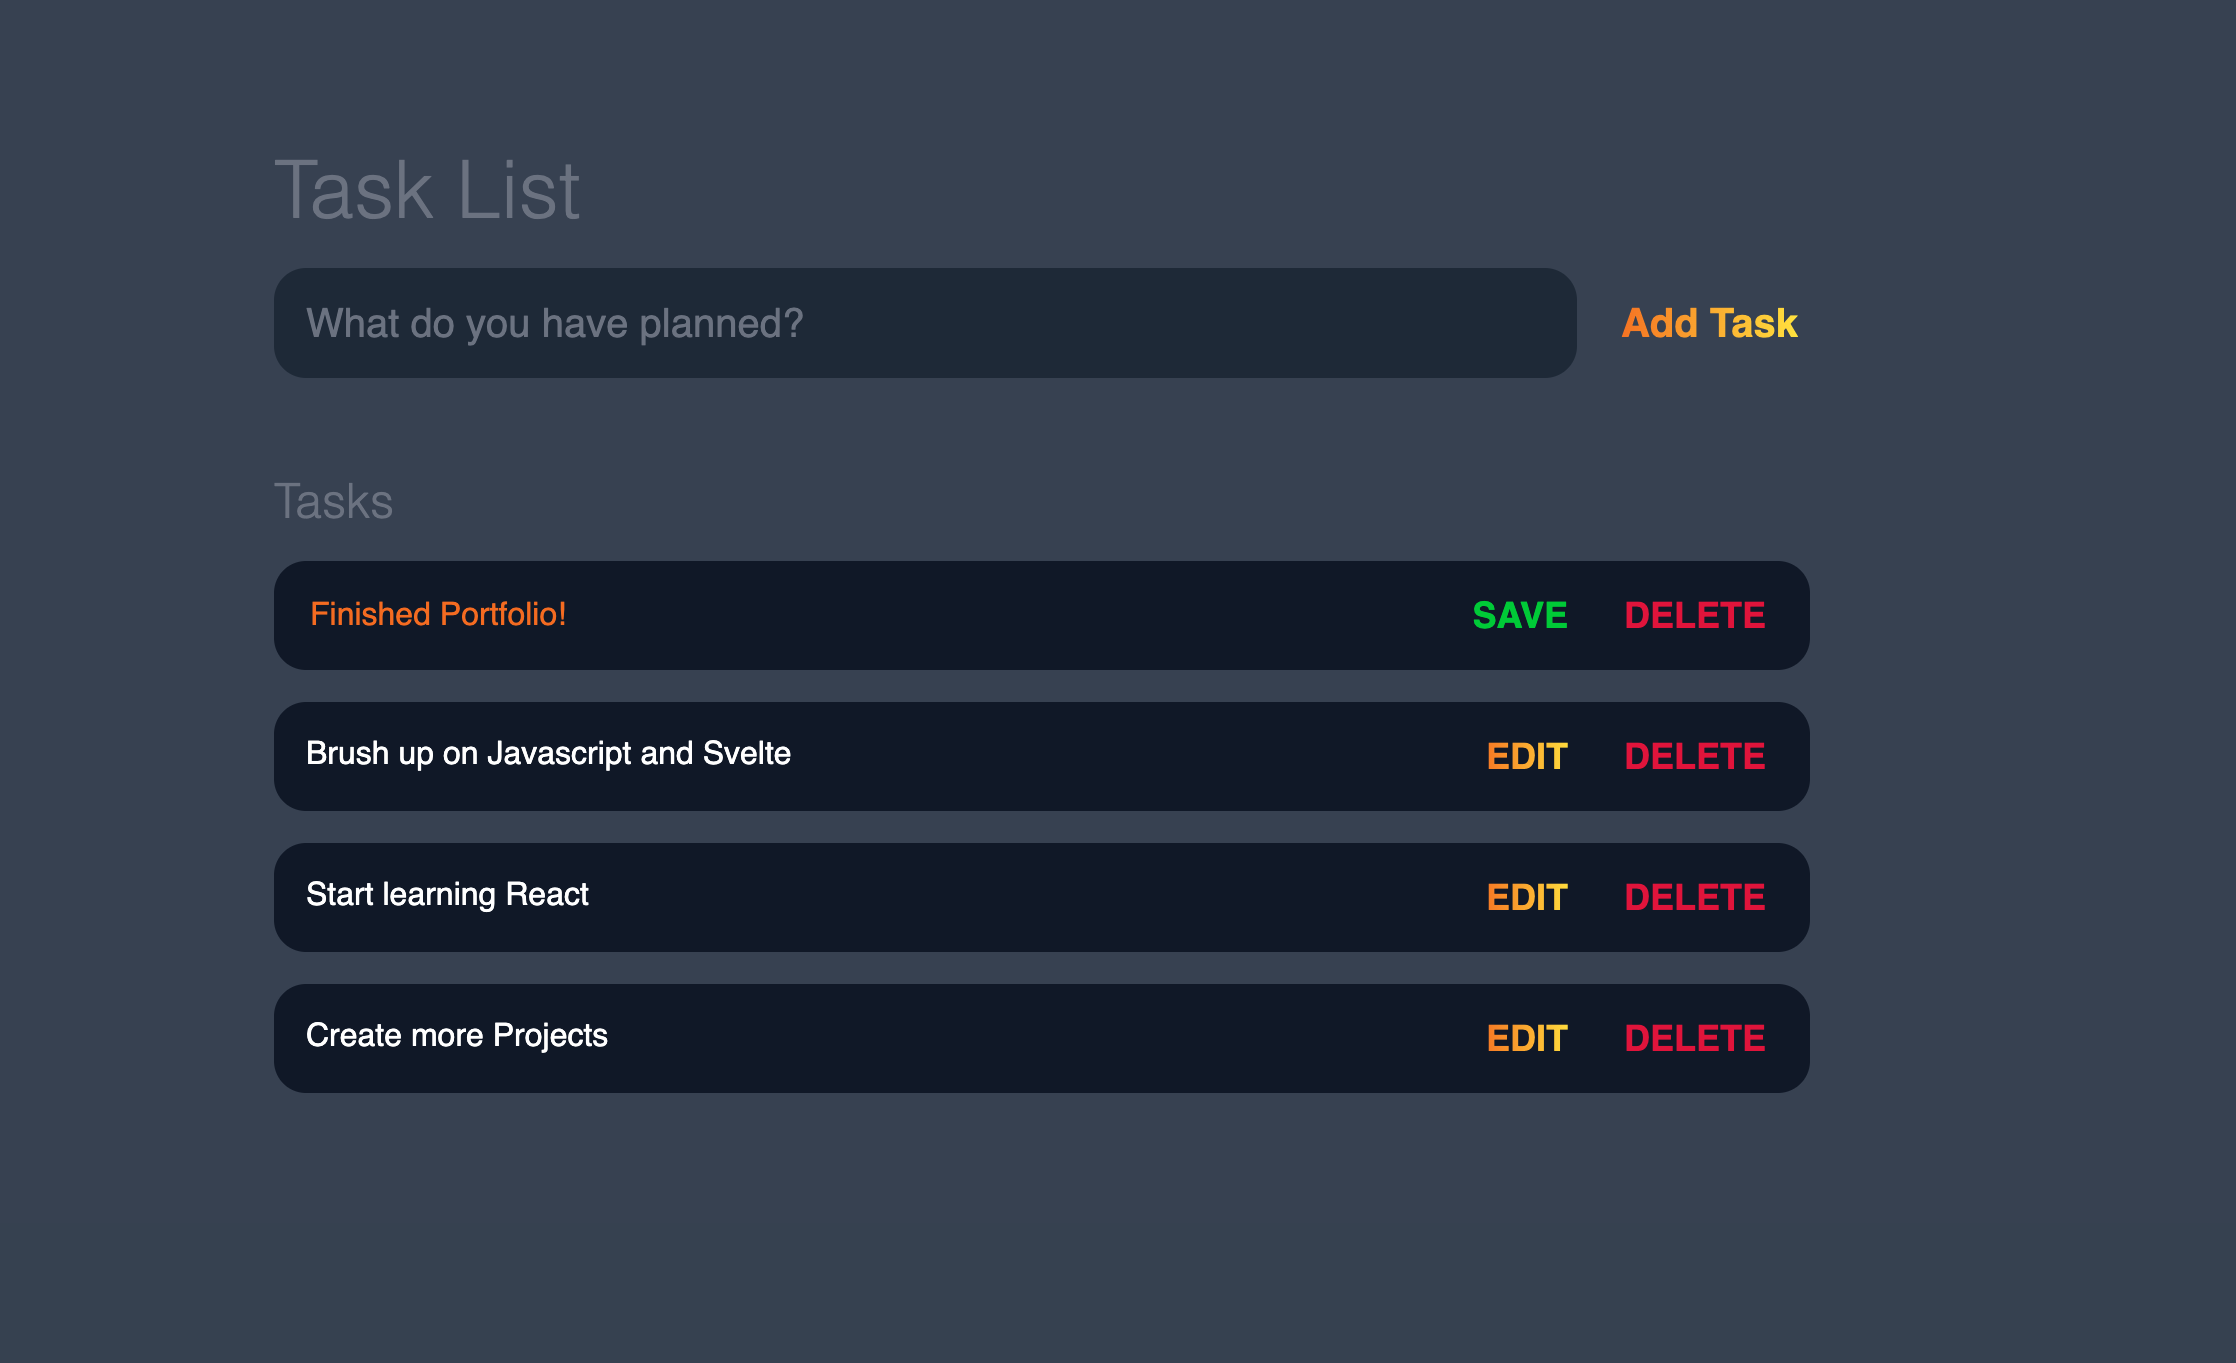 Task List
What do you have planned?
Add Task
Tasks
Finished Portfolio!
SAVE
DELETE
Brush up on Javascript and Svelte
EDIT
DELETE
Start learning React
EDIT
DELETE
Create more Projects
EDIT
DELETE